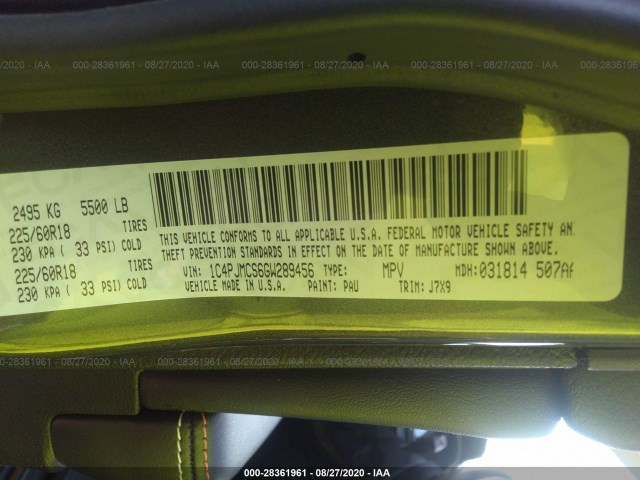 000-28361961 - 08/27/2020 - IAA
000-28361961 - 08/27/2020 - IAA
000-28361961 - 08/27/2020 - IAA
2495 KG 5500 LB
225/60R18 TIRES
230 KPA ( 33 PSI) COLD
225/60R18 TIRES
230 KPA ( 33 PSI) COLD
THIS VEHICLE CONFORMS TO ALL APPLICABLE U.S.A. FEDERAL MOTOR VEHICLE SAFETY AN
THEFT PREVENTION STANDARDS IN EFFECT ON THE DATE OF MANUFACTURE SHOWN ABOVE.
VIN: 1C4PJMCS6GW289456 TYPE: MPV MDH: 031814 507A
VEHICLE MADE IN U.S.A. PAINT: PAU TRIM: J7X9
000-28361961 - 08/27/2020 - IAA
000-28361961 - 08/27/2020 - IAA
000-28361961 - 08/27/2020 - IAA
000-28361961 - 08/27/2020 - IAA